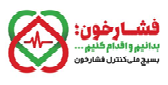 فشارخون؛
بدانیم و اقدام کنیم ...
بسیج ملی کنترل فشارخون